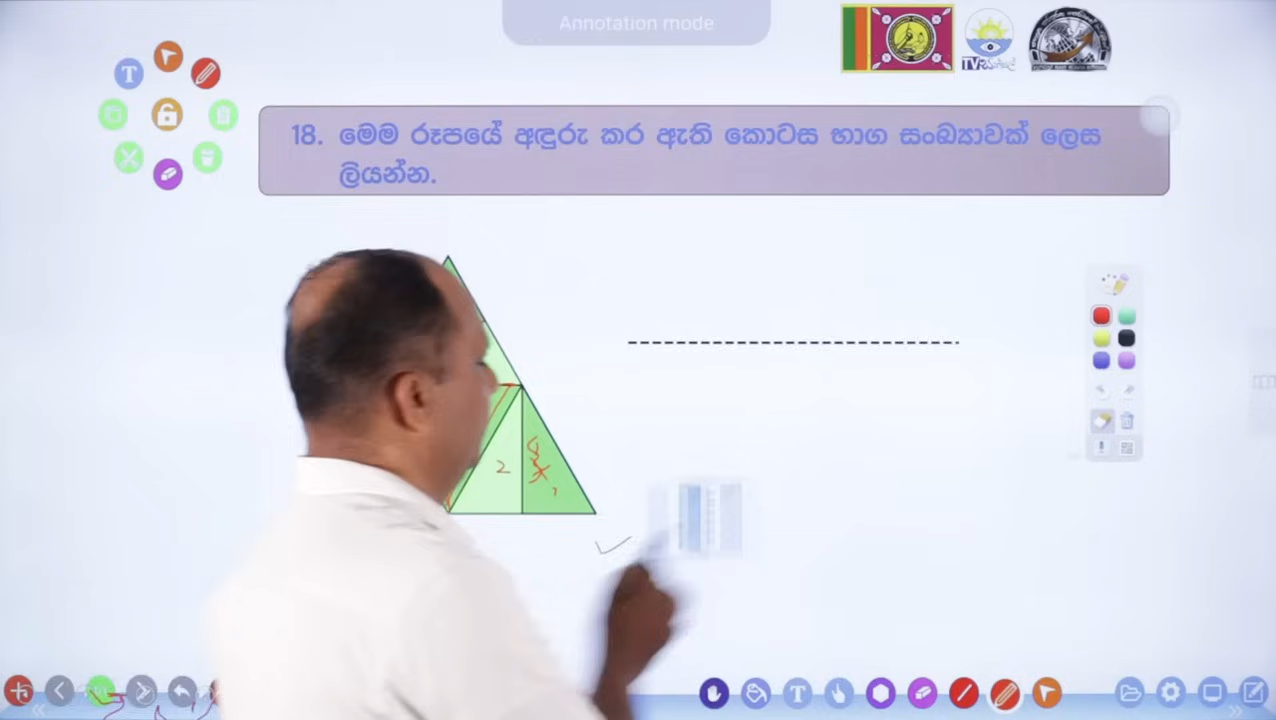 Annotation mode
18. මෙම රූපයේ අඳුරු කර ඇති කොටස භාග සංඛ්‍යාවක් ලෙස
ලියන්න.
2